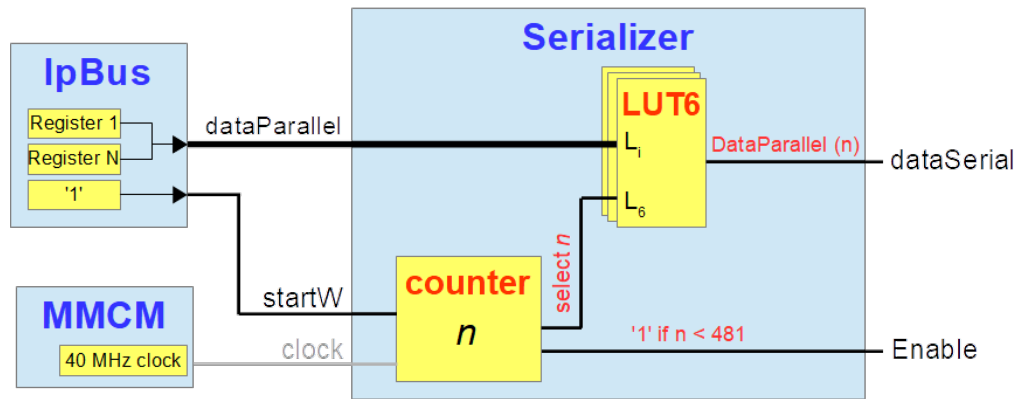 IpBus
Register 1
Register N
'1'
dataParallel
startW
MMCM
40 MHz clock
clock
Serializer
LUT6
Li
L6
DataParallel (n)
dataSerial
select n
counter
n
'1' if n < 481
Enable